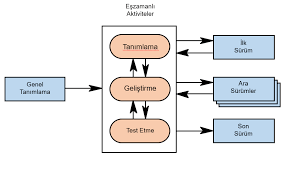 Eşzamanlı
Aktiviteler
Tanımlama
İlk
Sürüm
Genel
Tanımlama
Geliştirme
Ara
Sürümler
Test Etme
Son
Sürüm